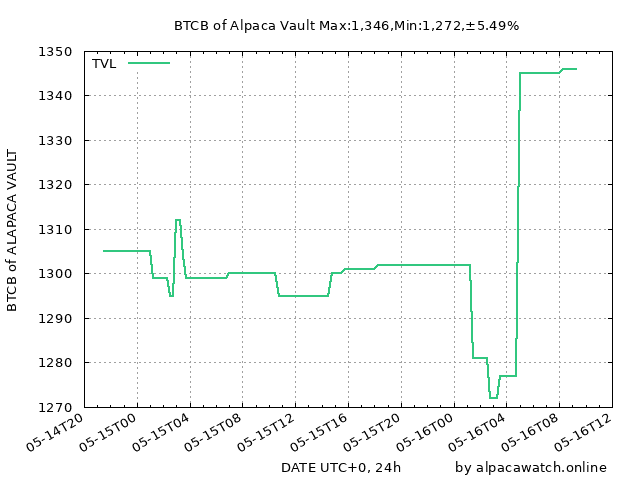 BTCB of Alpaca Vault Max:1,346,Min:1,272,±5.49%
TVL
BTCB of ALAPACA VAULT
1350
1340
1330
1320
1310
1300
1290
1280
1270
05-14T20
05-15T00
05-15T04
05-15T08
05-15T12
05-15T16
05-15T20
05-16T00
05-16T04
05-16T08
05-16T12
DATE UTC+0, 24h
by alpacawatch.online